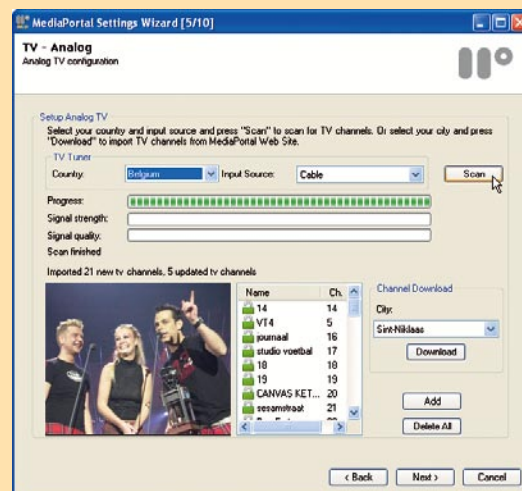 MediaPortal Settings Wizard [5/10]
TV - Analog
Analog TV configuration
Setup Analog TV
Select your country and input source and press "Scan" to scan for TV channels. Or select your city and press
"Download" to import TV channels from MediaPortal Web Site.
TV Tuner
Country: Belgium Input Source: Cable Scan
Progress:
Signal strength:
Signal quality:
Scan finished
Imported 21 new tv channels, 5 updated tv channels
Name Ch.
14 14
VT4 5
journaal 16
studio voetbal 17
18 18
19 19
CANVAS KET... 20
sesamstraat 21
Channel Download
City:
Sint-Niklaas
Download
Add
Delete All
< Back Next > Cancel